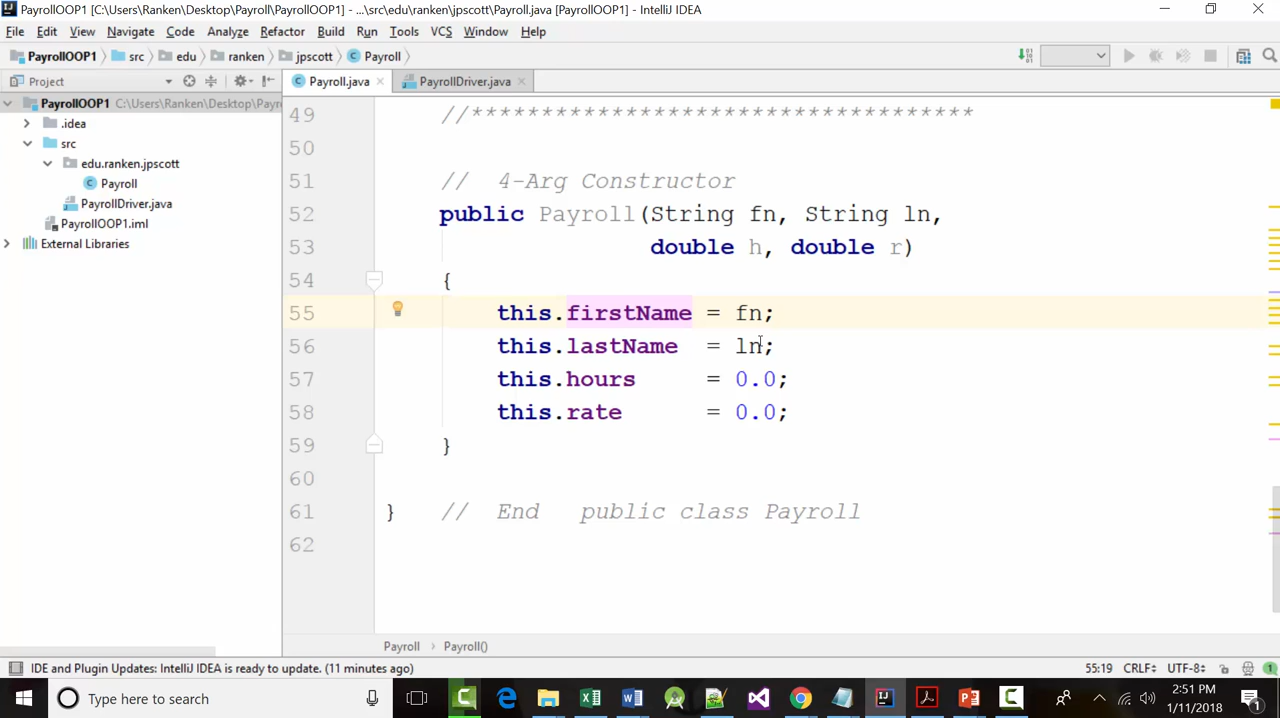 PayrollOOP1 [C:\Users\Ranken\Desktop\Payroll\PayrollOOP1] - ...\src\edu\ranken\jpscott\Payroll.java [PayrollOOP1] - IntelliJ IDEA
File Edit View Navigate Code Analyze Refactor Build Run Tools VCS Window Help
PayrollOOP1 src edu ranken jpscott Payroll
Project
Payroll.java PayrollDriver.java
PayrollOOP1 C:\Users\Ranken\Desktop\Payro
.idea
src
edu.ranken.jpscott
Payroll
PayrollDriver.java
PayrollOOP1.iml
External Libraries
49 //************************************
50
51 // 4-Arg Constructor
52 public Payroll(String fn, String ln,
53 double h, double r)
54 {
55 this.firstName = fn;
56 this.lastName = ln;
57 this.hours = 0.0;
58 this.rate = 0.0;
59 }
60
61 } // End public class Payroll
62
Payroll Payroll()
IDE and Plugin Updates: IntelliJ IDEA is ready to update. (11 minutes ago) 55:19 CRLF UTF-8 1
Type here to search
2:51 PM
1/11/2018
1